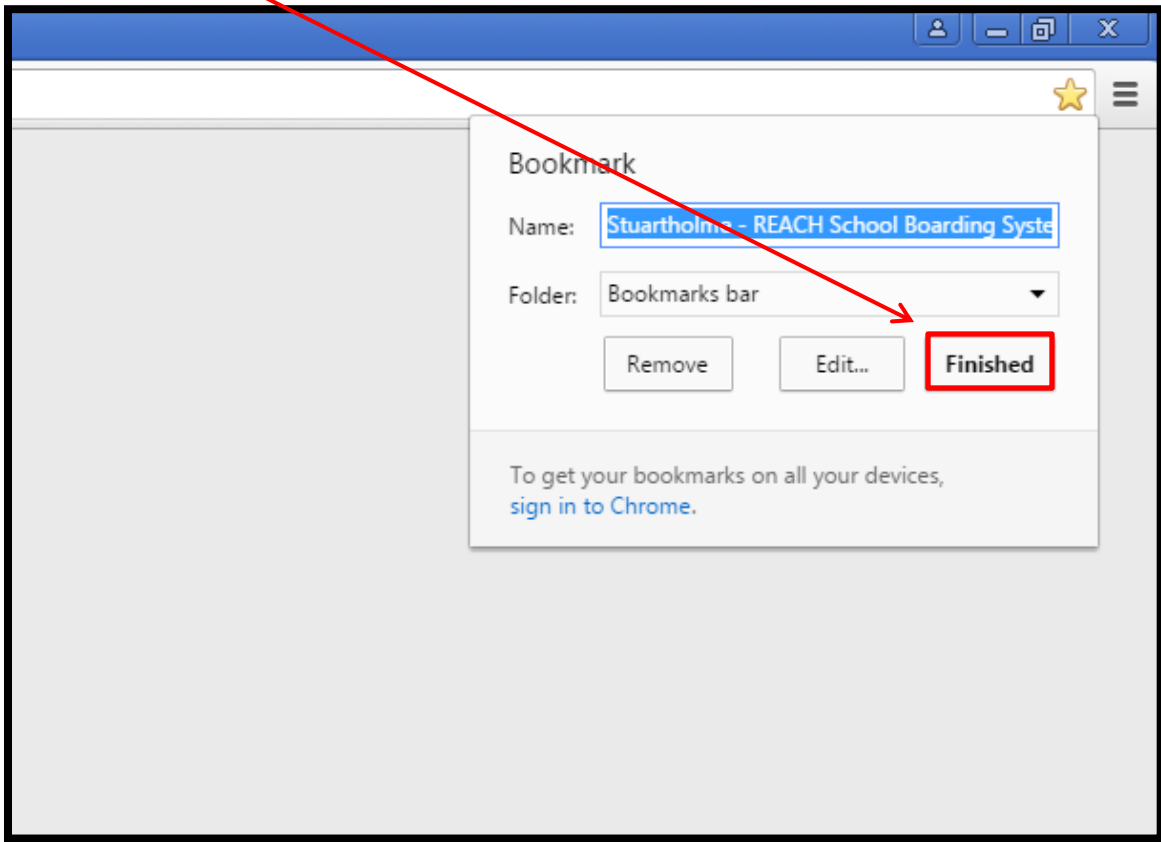 Bookmark
Name: Stuartholme - REACH School Boarding Syste
Folder: Bookmarks bar
Remove Edit... Finished
To get your bookmarks on all your devices,
sign in to Chrome.